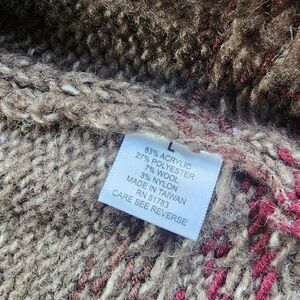 L
63% ACRYLIC
27% POLYESTER
7% WOOL
3% NYLON
MADE IN TAIWAN
RN 51783
CARE SEE REVERSE